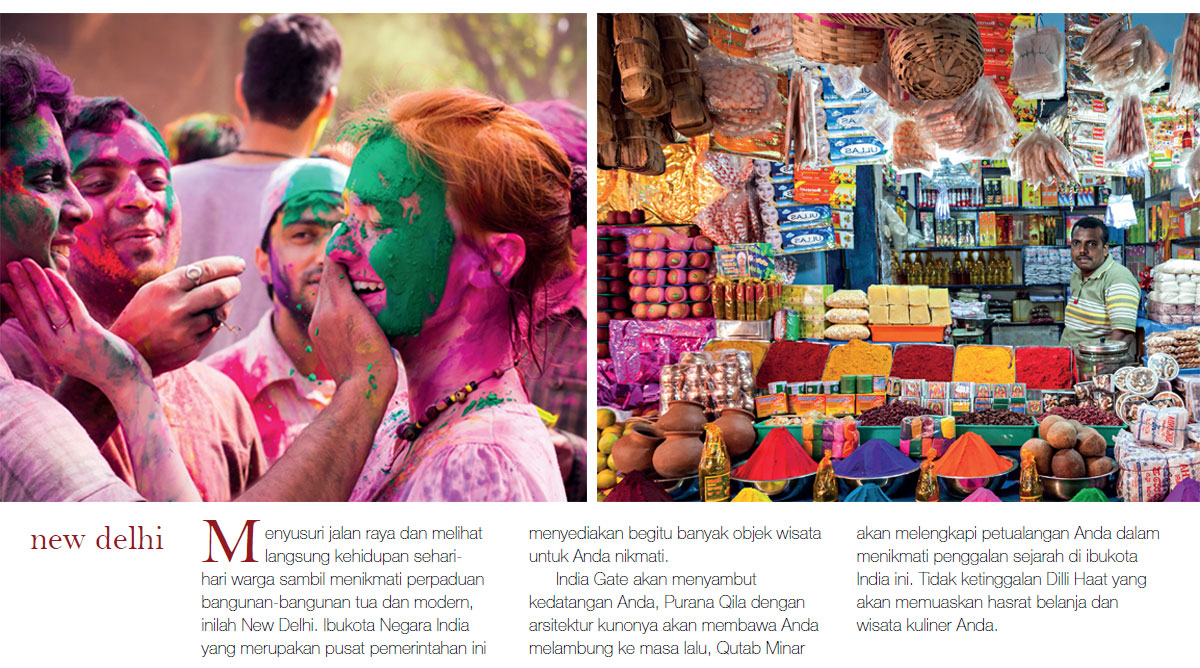 ULLAS
ULLAS
ULLAS
new delhi
Menyusuri jalan raya dan melihat
langsung kehidupan sehari-
hari warga sambil menikmati perpaduan
bangunan-bangunan tua dan modern,
inilah New Delhi. Ibukota Negara India
yang merupakan pusat pemerintahan ini
menyediakan begitu banyak objek wisata
untuk Anda nikmati.
India Gate akan menyambut
kedatangan Anda, Purana Qila dengan
arsitektur kunonya akan membawa Anda
melambung ke masa lalu, Qutab Minar
akan melengkapi petualangan Anda dalam
menikmati penggalan sejarah di ibukota
India ini. Tidak ketinggalan Dilli Haat yang
akan memuaskan hasrat belanja dan
wisata kuliner Anda.